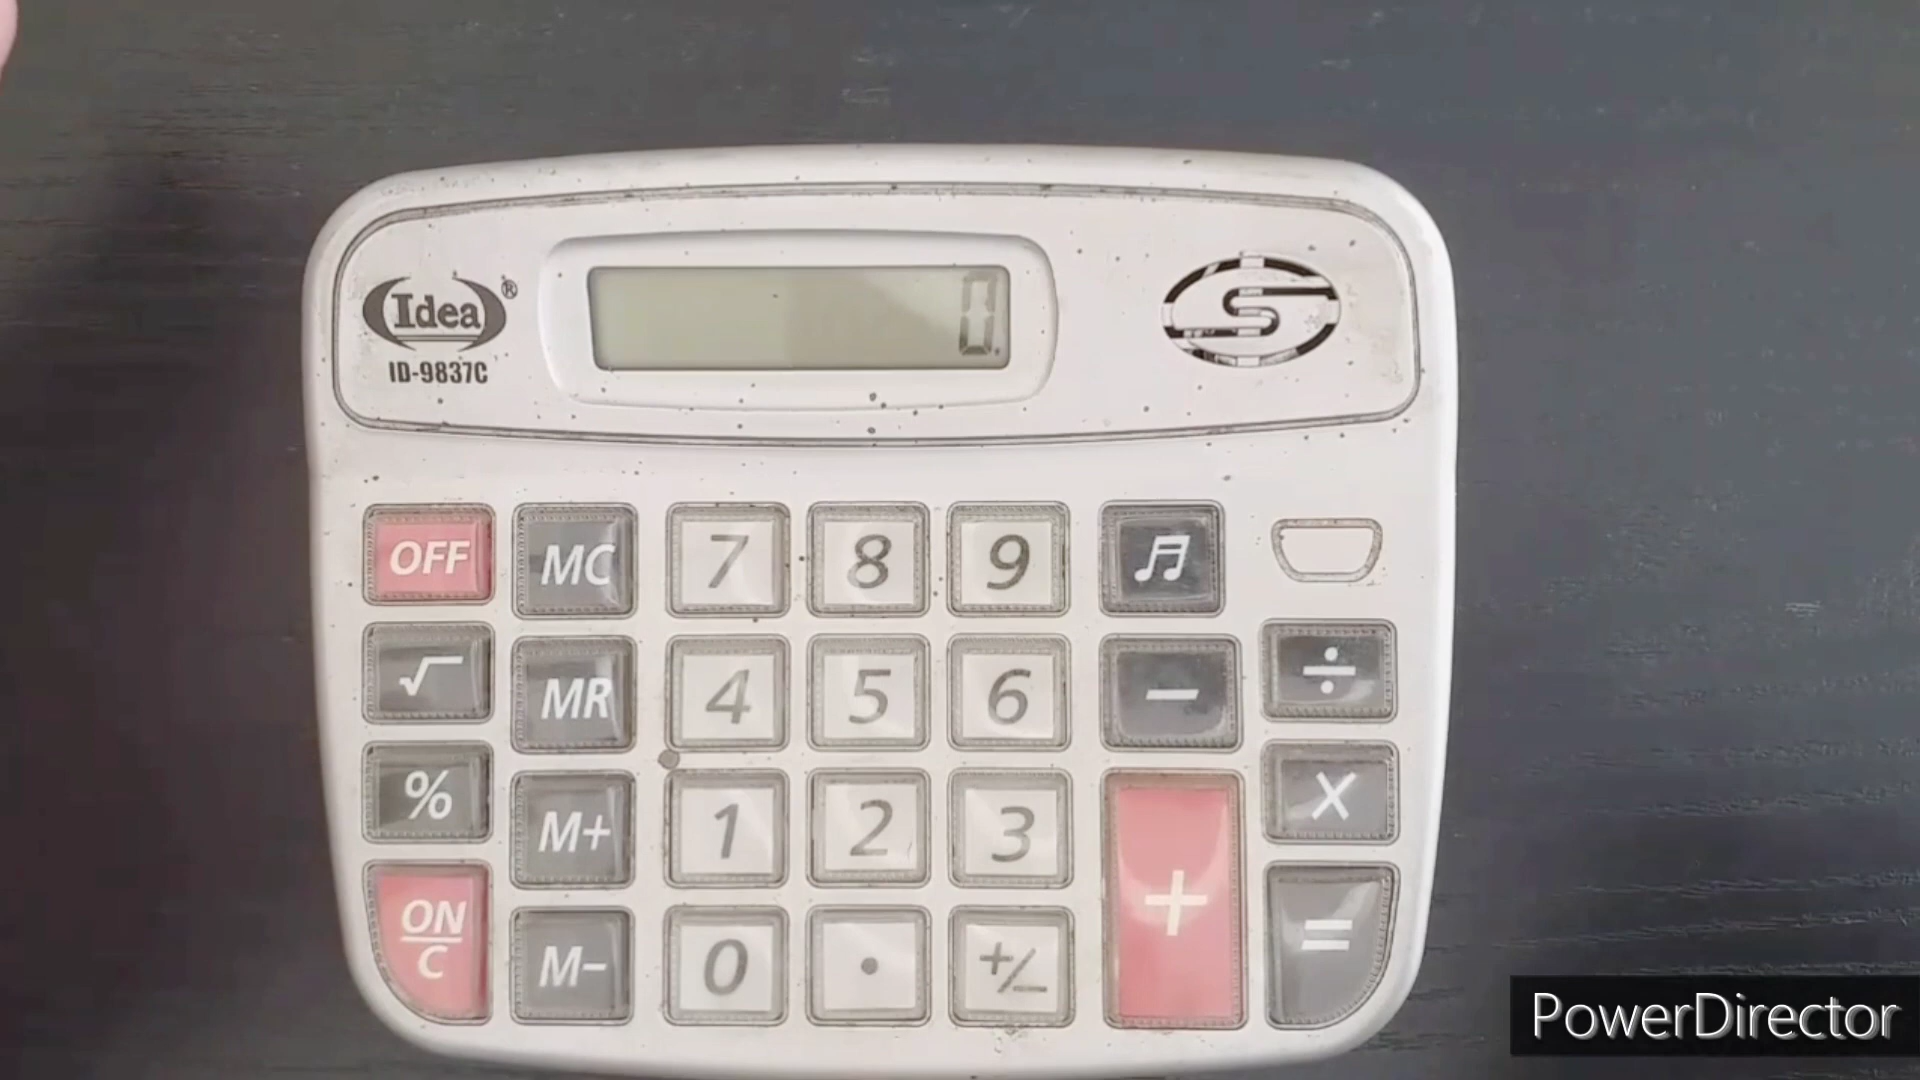 Idea®
ID-9837C
0.
S
OFF MC 7 8 9 ♬
√ MR 4 5 6 − ÷
% M+ 1 2 3 + ×
ON/C M− 0 . +/− =
PowerDirector